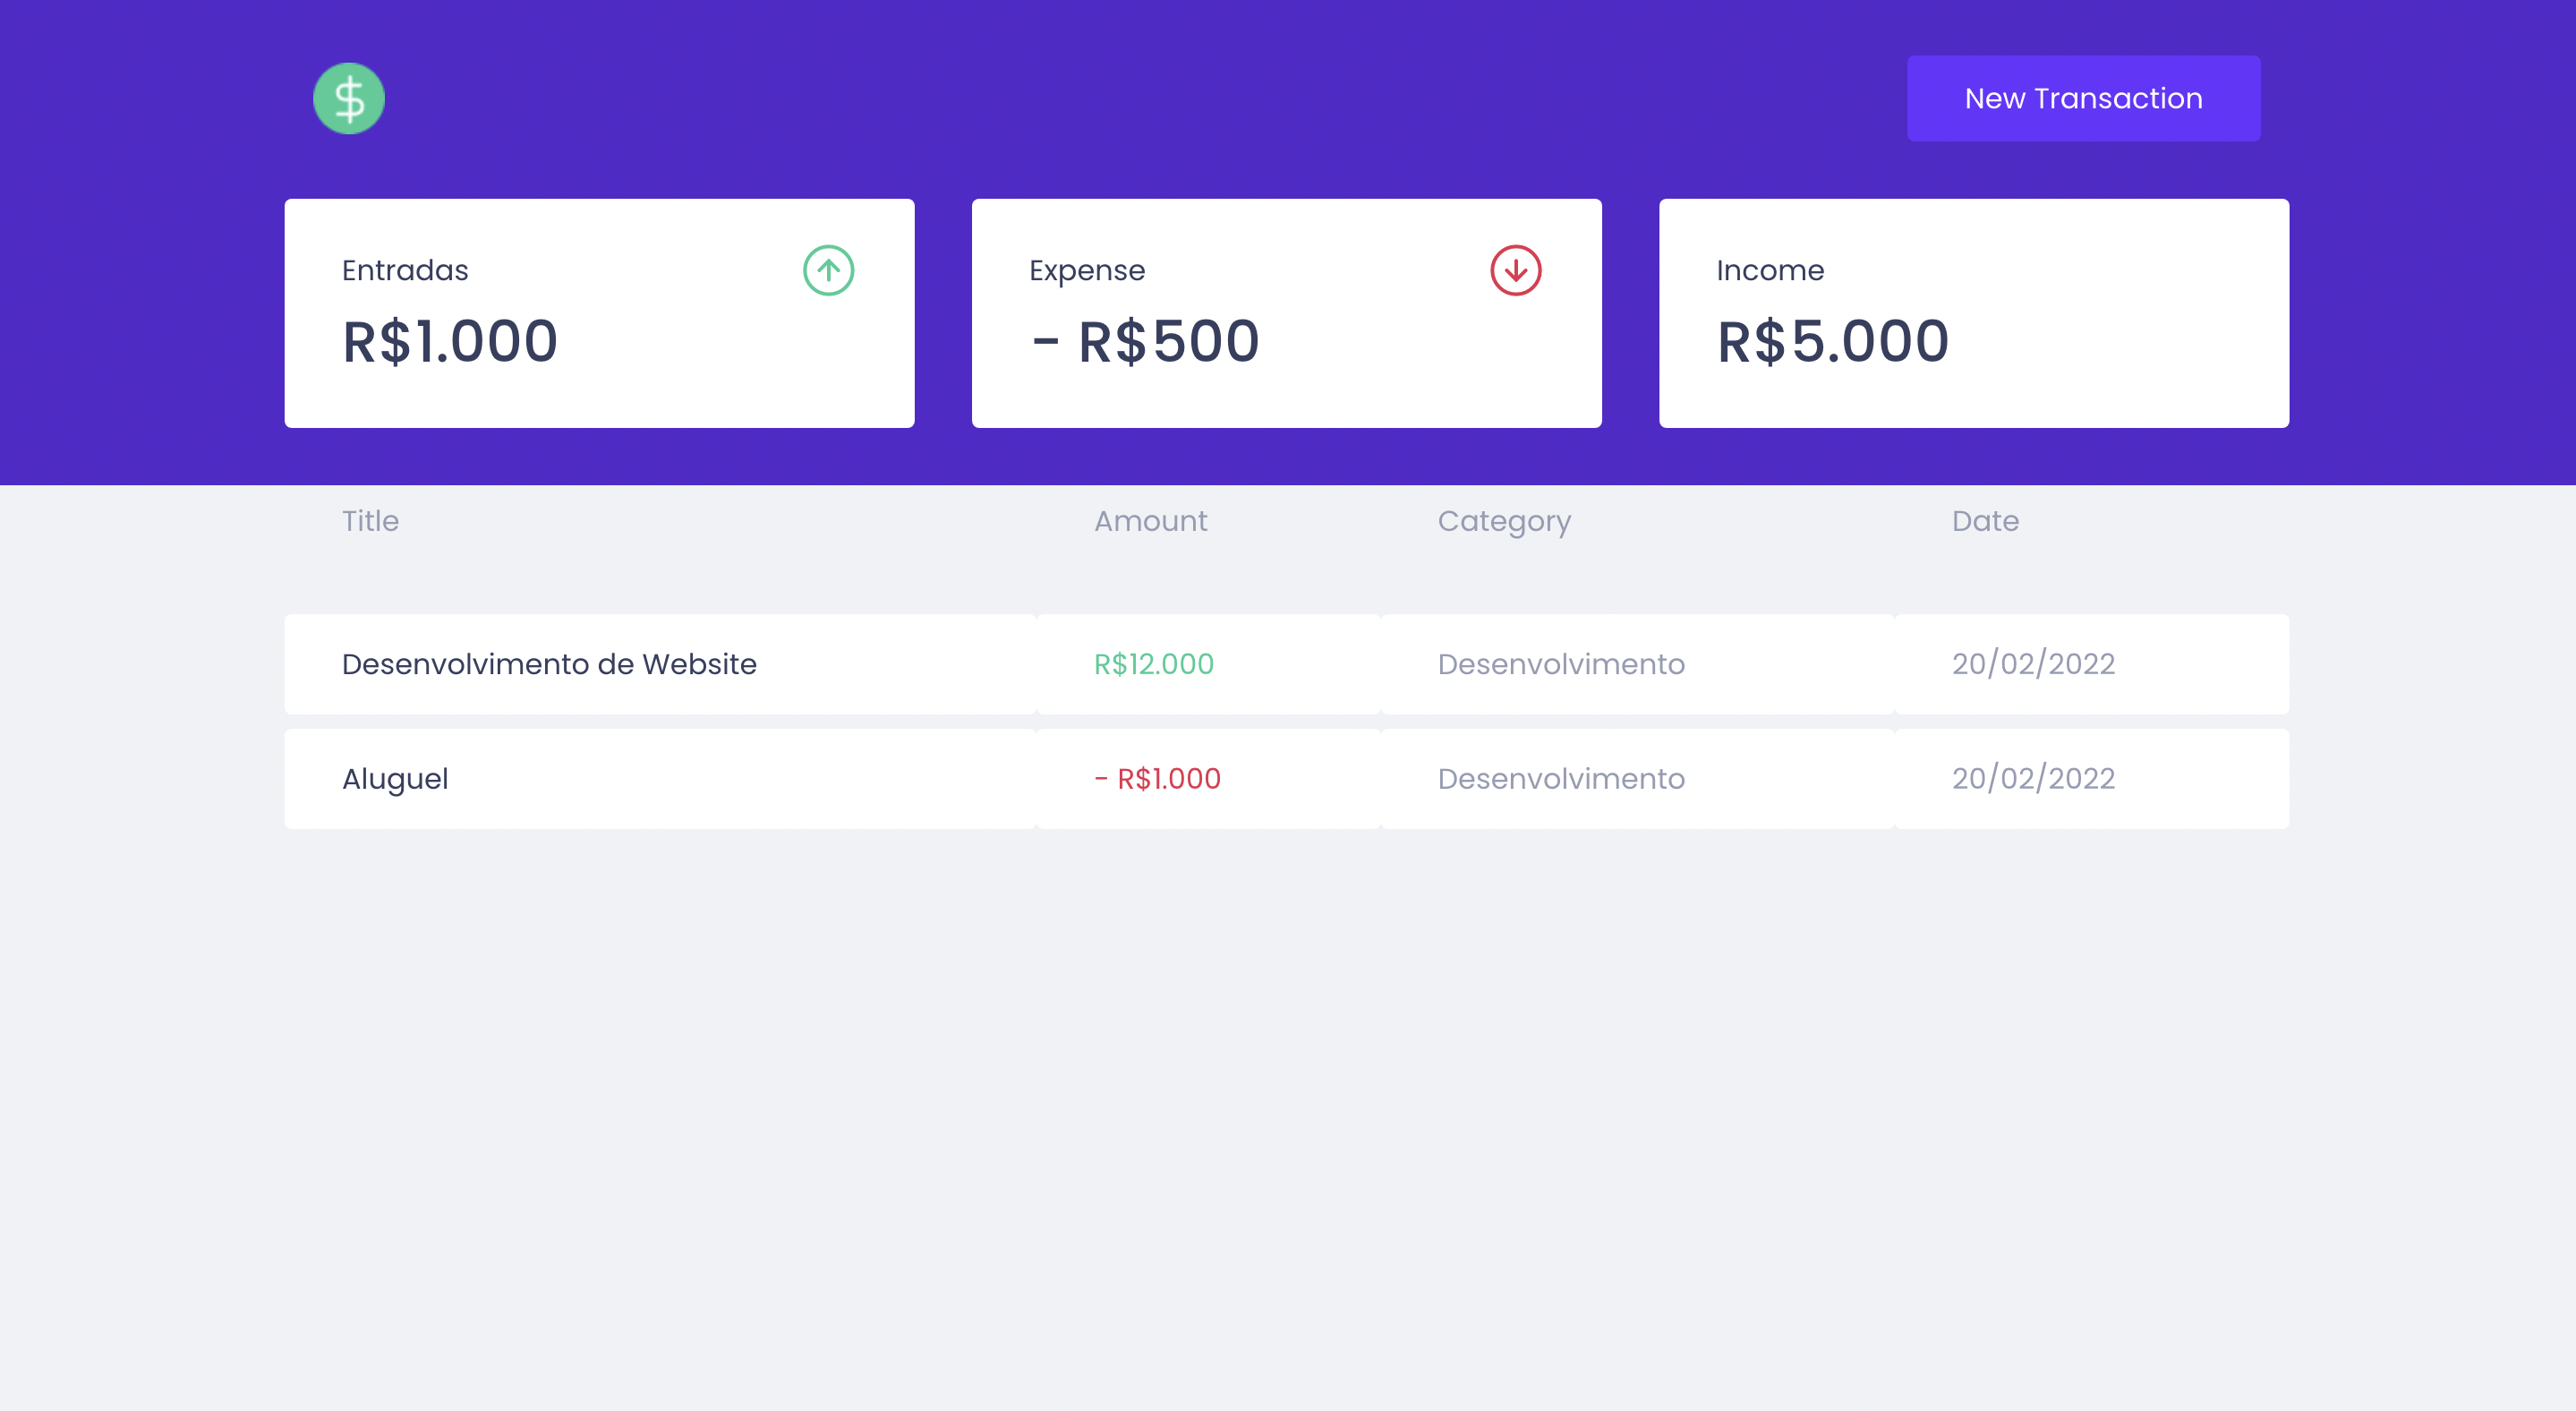 $
New Transaction
Entradas
R$1.000
Expense
- R$500
Income
R$5.000
Title Amount Category Date
Desenvolvimento de Website R$12.000 Desenvolvimento 20/02/2022
Aluguel - R$1.000 Desenvolvimento 20/02/2022